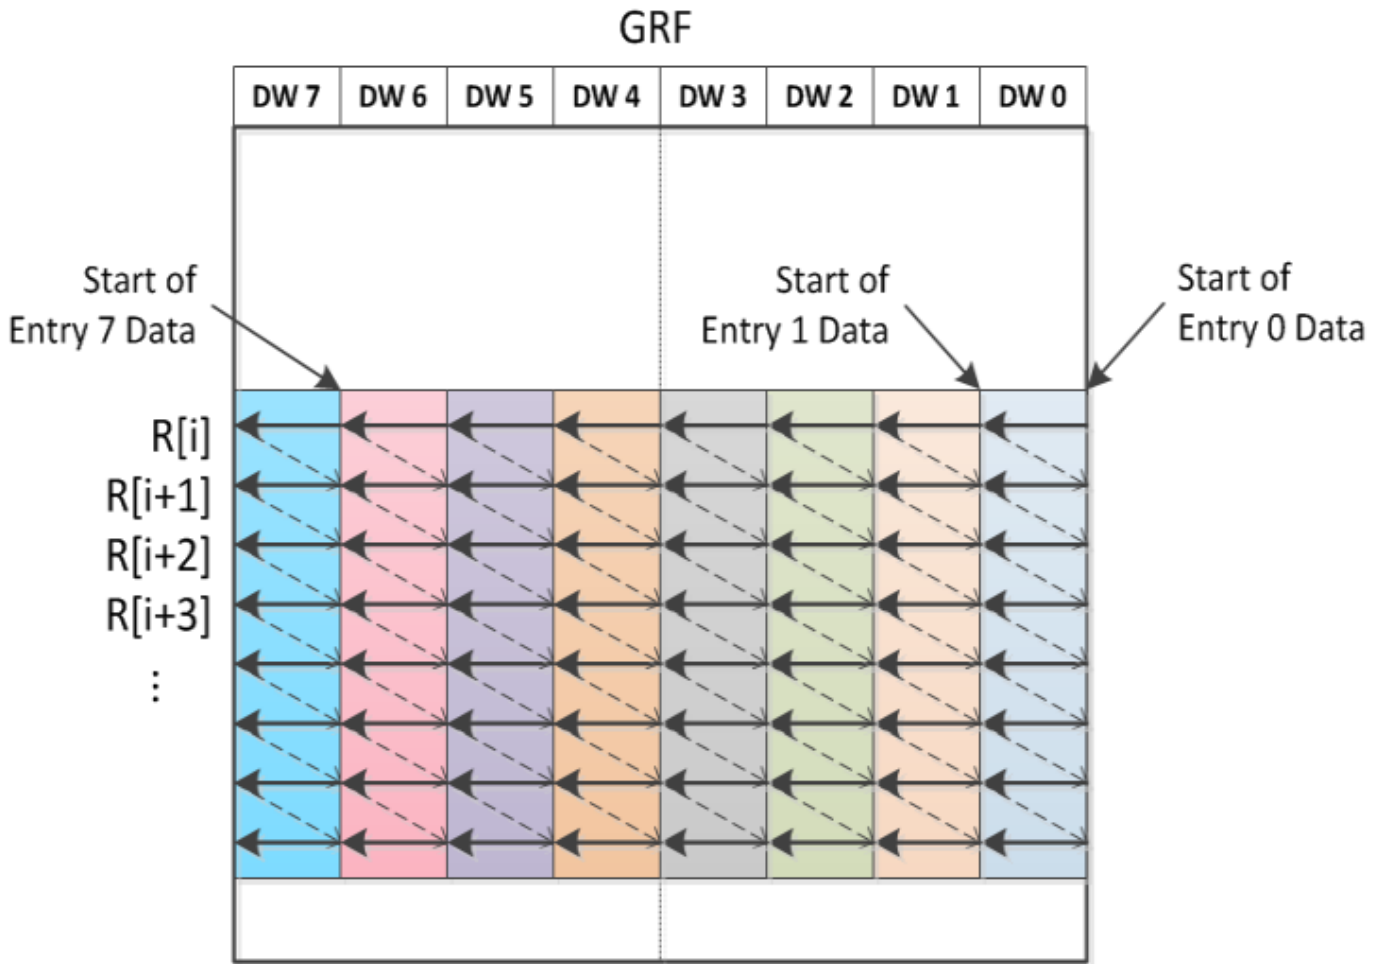 GRF
DW 7 DW 6 DW 5 DW 4 DW 3 DW 2 DW 1 DW 0
Start of
Entry 7 Data
Start of
Entry 1 Data
Start of
Entry 0 Data
R[i]
R[i+1]
R[i+2]
R[i+3]
⋮